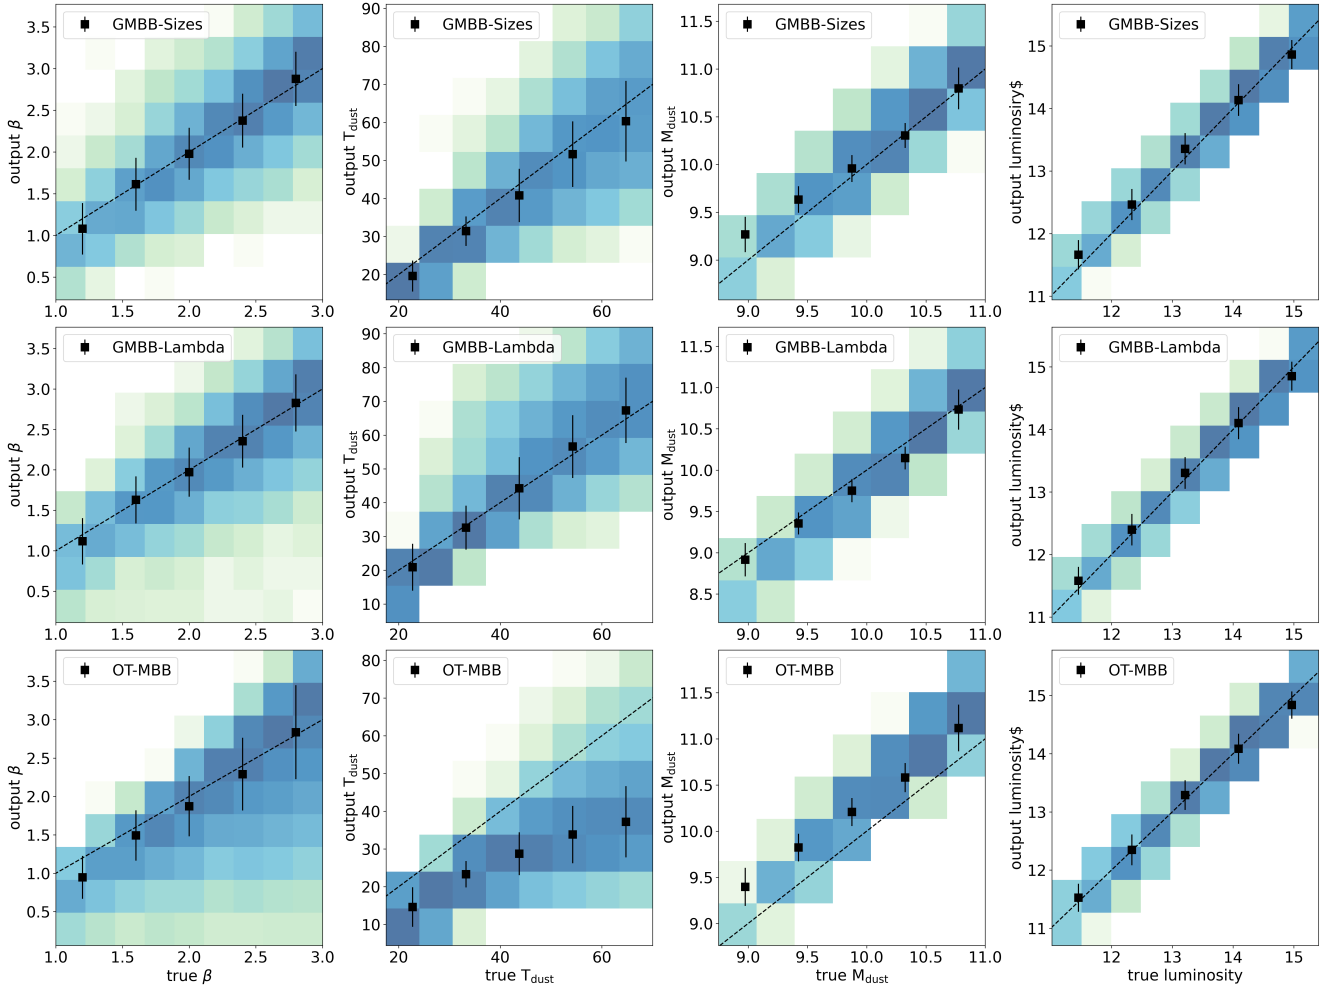 GMBB-Sizes
output β
3.5
3.0
2.5
2.0
1.5
1.0
0.5
1.0 1.5 2.0 2.5 3.0
GMBB-Sizes
output T_dust
90
80
70
60
50
40
30
20
20 40 60
GMBB-Sizes
output M_dust
11.5
11.0
10.5
10.0
9.5
9.0
9.0 9.5 10.0 10.5 11.0
GMBB-Sizes
output luminosiry$
15
14
13
12
11
12 13 14 15
GMBB-Lambda
output β
3.5
3.0
2.5
2.0
1.5
1.0
0.5
1.0 1.5 2.0 2.5 3.0
GMBB-Lambda
output T_dust
90
80
70
60
50
40
30
20
10
20 40 60
GMBB-Lambda
output M_dust
11.5
11.0
10.5
10.0
9.5
9.0
8.5
9.0 9.5 10.0 10.5 11.0
GMBB-Lambda
output luminosity$
15
14
13
12
11
12 13 14 15
OT-MBB
output β
3.5
3.0
2.5
2.0
1.5
1.0
0.5
1.0 1.5 2.0 2.5 3.0
true β
OT-MBB
output T_dust
80
70
60
50
40
30
20
10
20 40 60
true T_dust
OT-MBB
output M_dust
11.5
11.0
10.5
10.0
9.5
9.0
9.0 9.5 10.0 10.5 11.0
true M_dust
OT-MBB
output luminosity$
15
14
13
12
11
12 13 14 15
true luminosity